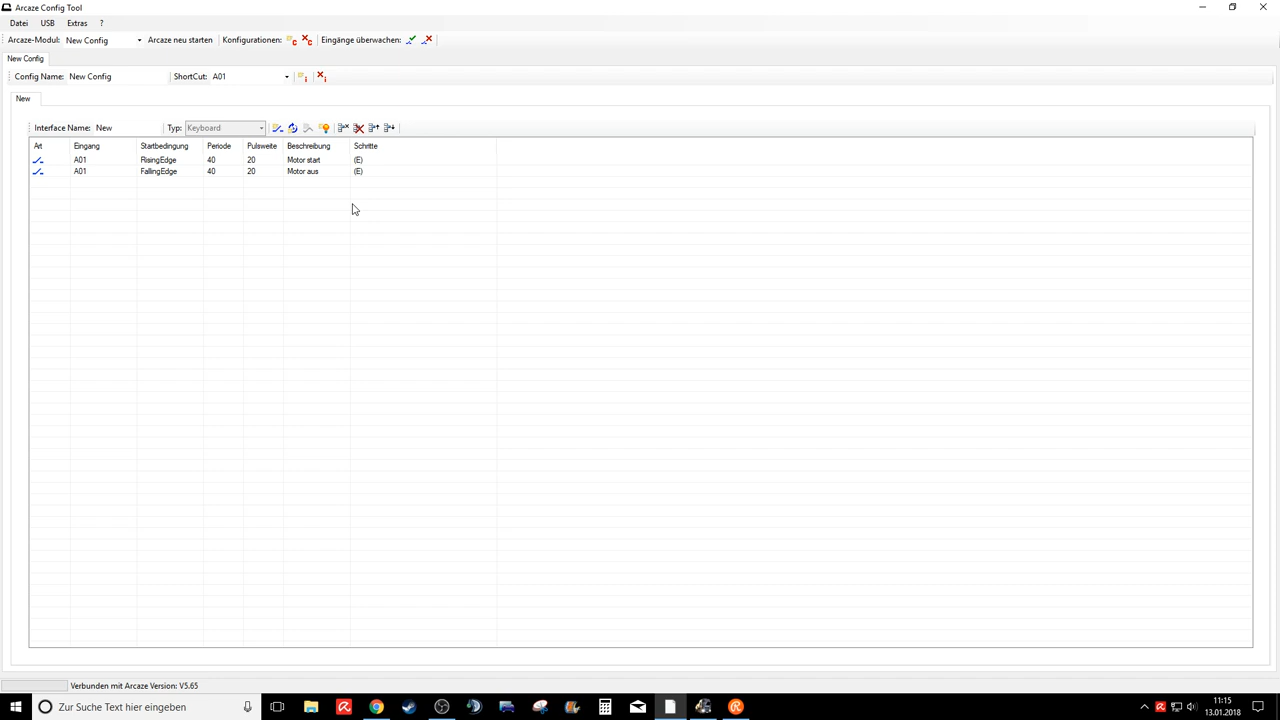 Arcaze Config Tool
Datei USB Extras ?
Arcaze-Modul: New Config Arcaze neu starten Konfigurationen: Eingänge überwachen:
New Config
Config Name: New Config ShortCut: A01
New
Interface Name: New Typ: Keyboard
Art Eingang Startbedingung Periode Pulsweite Beschreibung Schritte
A01 RisingEdge 40 20 Motor start (E)
A01 FallingEdge 40 20 Motor aus (E)
Verbunden mit Arcaze Version: V5.65
Zur Suche Text hier eingeben
11:15
13.01.2018